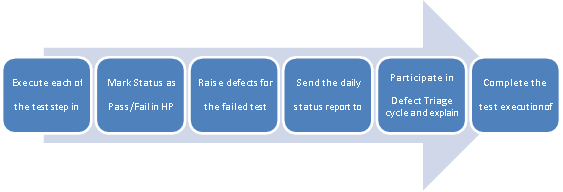 Execute each of
the test step in
Mark Status as
Pass/Fail in HP
Raise defects for
the failed test
Send the daily
status report to
Participate in
Defect Triage
cycle and explain
Complete the
test execution of